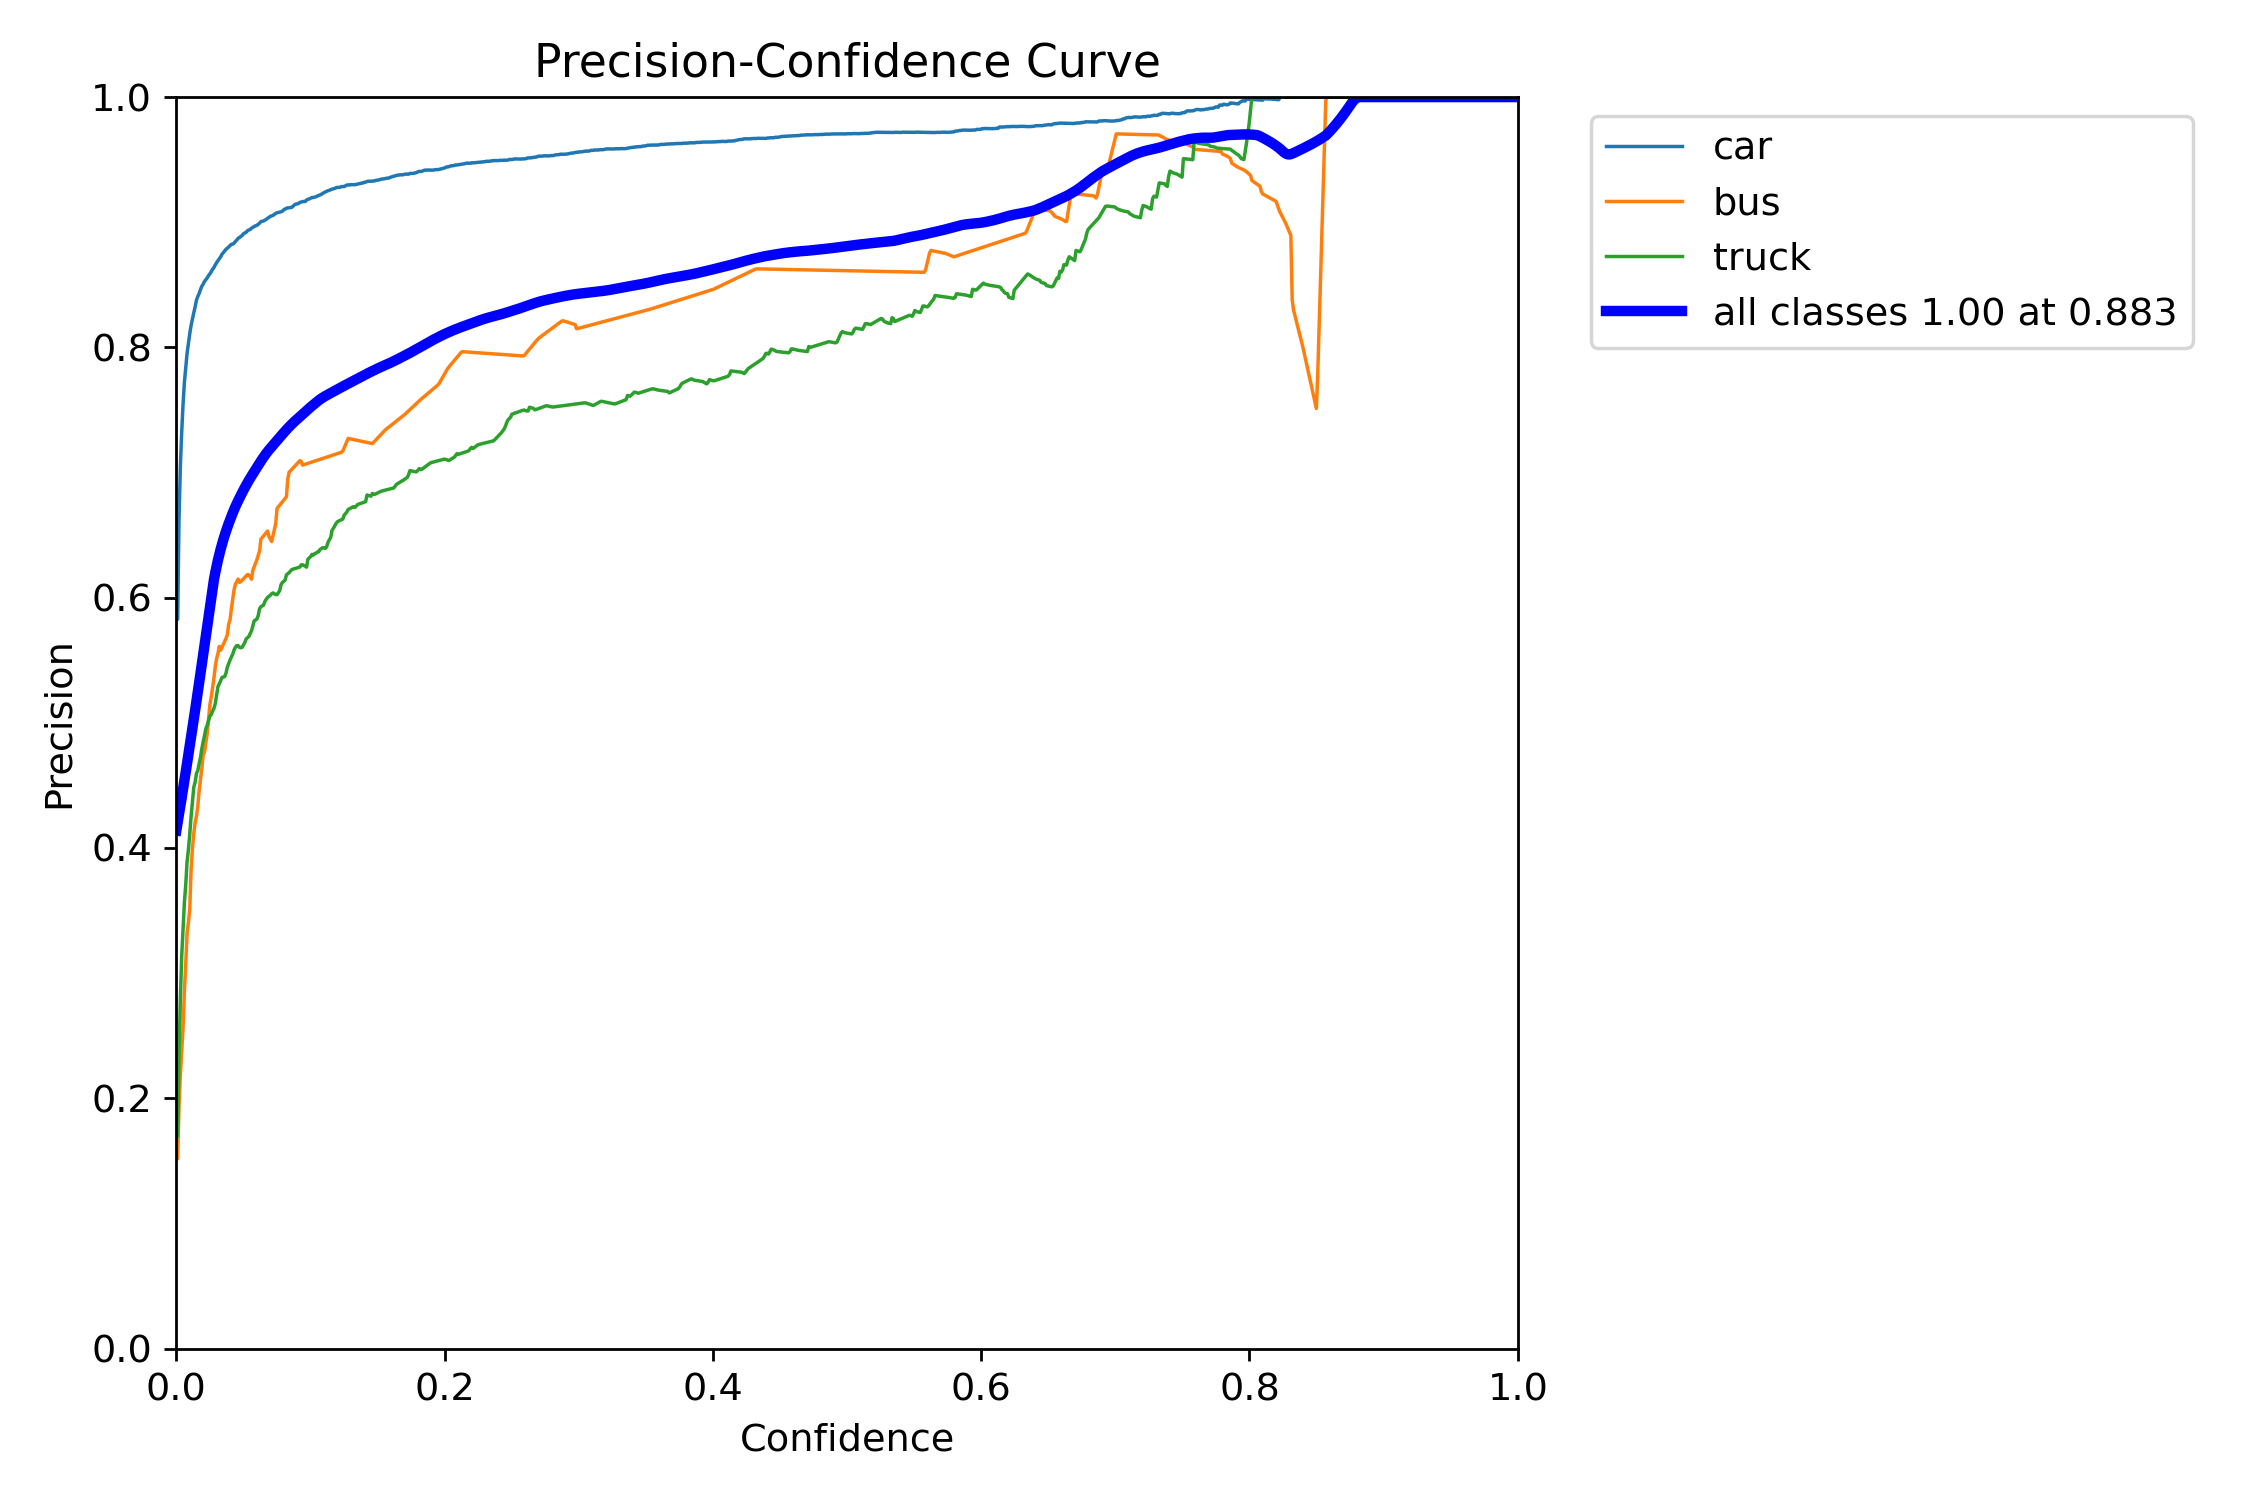 Precision-Confidence Curve
1.0
0.8
0.6
0.4
0.2
0.0
Precision
0.0 0.2 0.4 0.6 0.8 1.0
Confidence
car
bus
truck
all classes 1.00 at 0.883